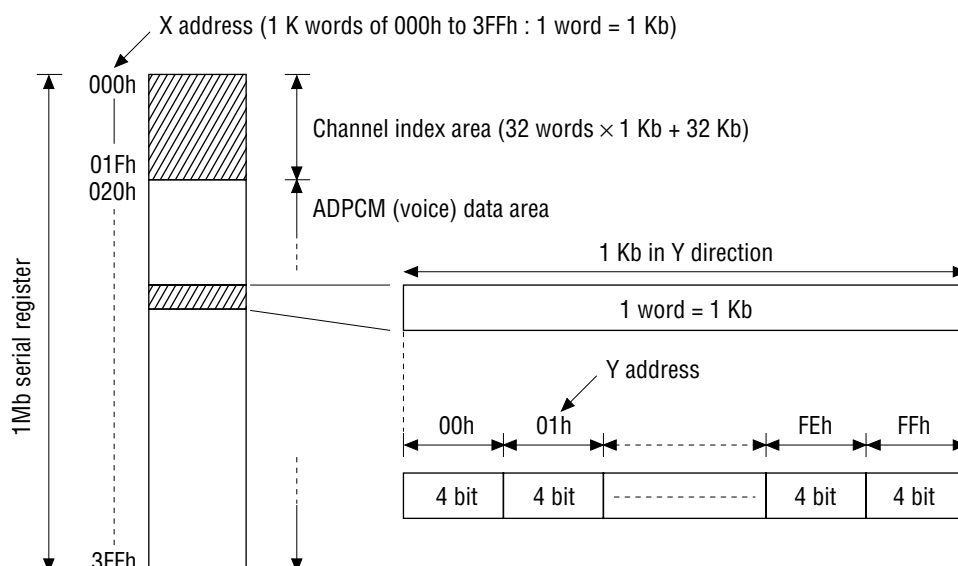 X address (1 K words of 000h to 3FFh : 1 word = 1 Kb)
000h
Channel index area (32 words × 1 Kb + 32 Kb)
01Fh
020h
ADPCM (voice) data area
1 Kb in Y direction
1 word = 1 Kb
1Mb serial register
Y address
00h 01h FEh FFh
4 bit 4 bit 4 bit 4 bit
3FFh